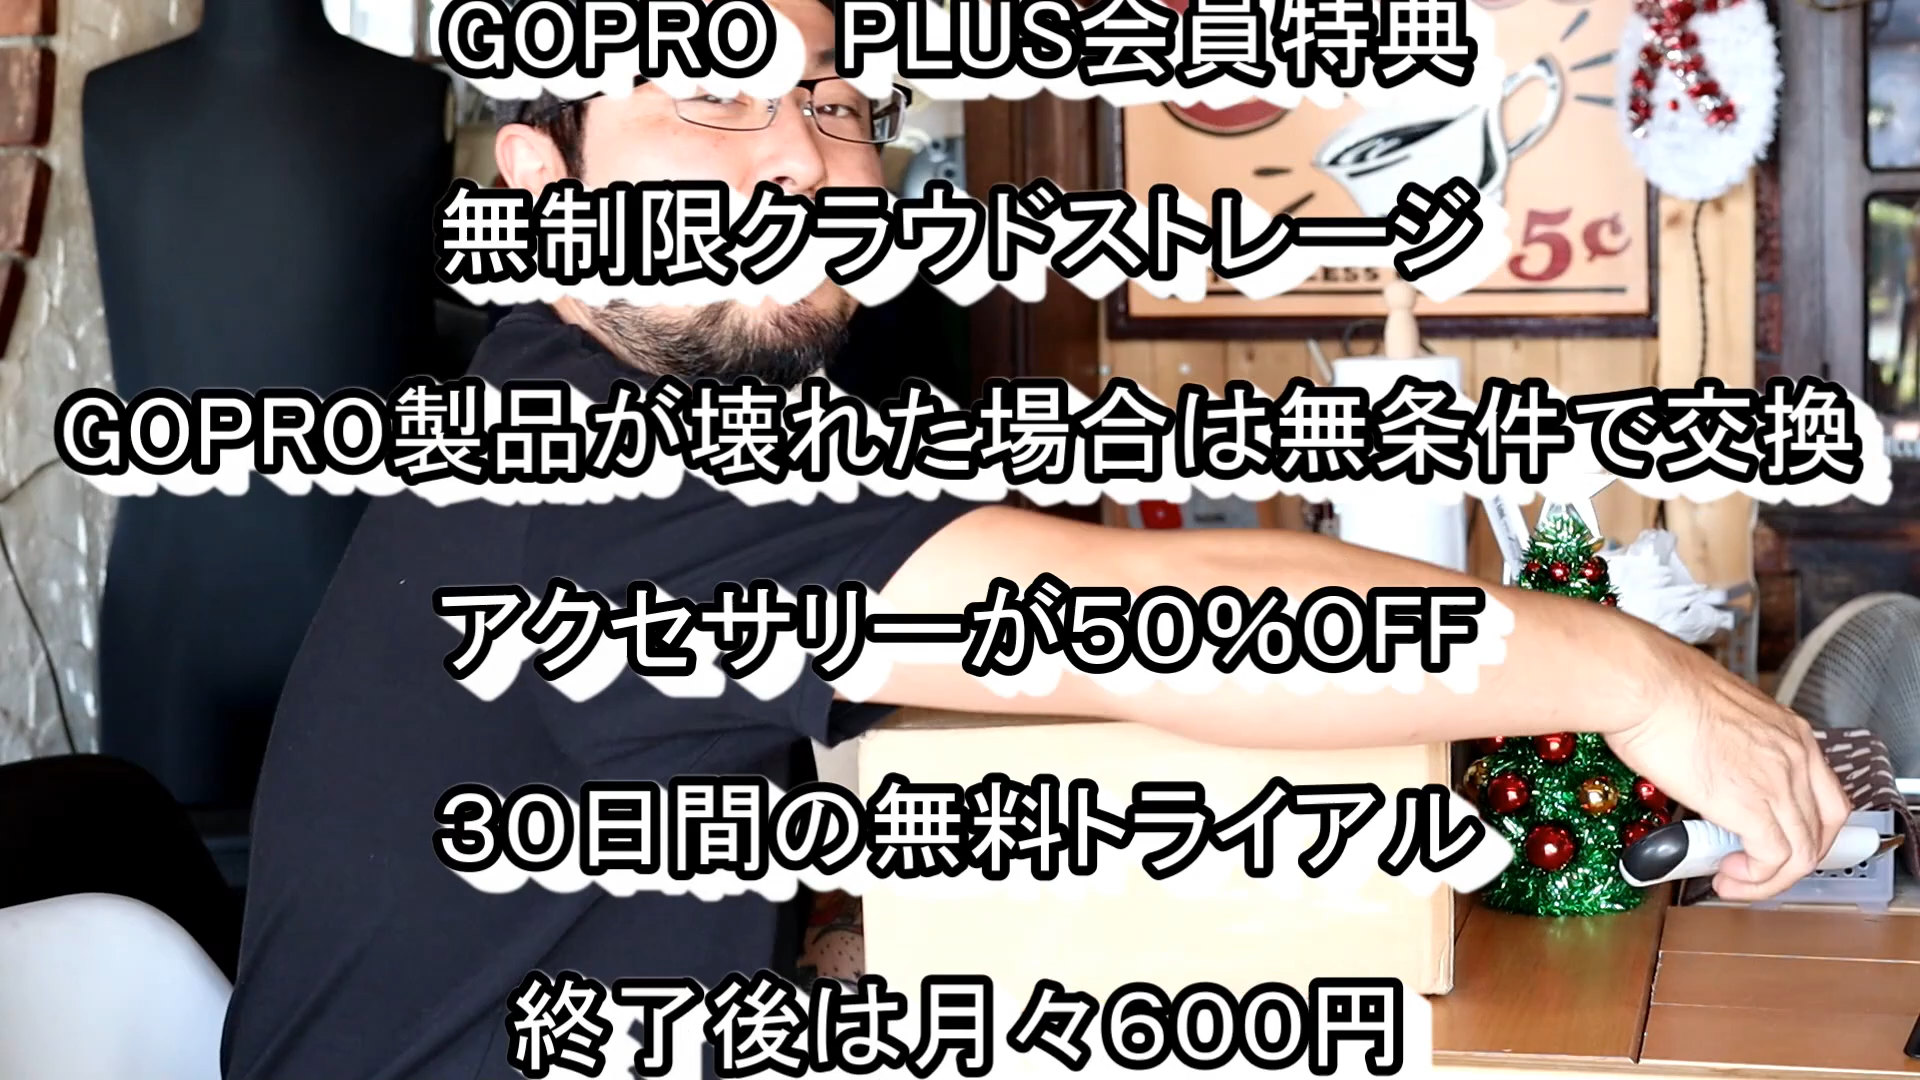 GOPRO　PLUS会員特典
無制限クラウドストレージ
5¢
GOPRO製品が壊れた場合は無条件で交換
アクセサリーが50%OFF
30日間の無料トライアル
終了後は月々600円